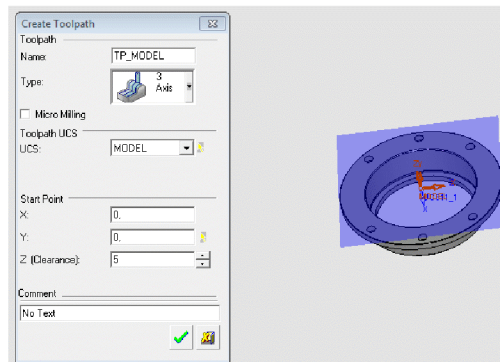 Create Toolpath
Toolpath
Name:
TP_MODEL
Type:
3
Axis
Micro Milling
Toolpath UCS
UCS:
MODEL
Start Point
X:
0.
Y:
0.
Z (Clearance):
5
Comment
No Text